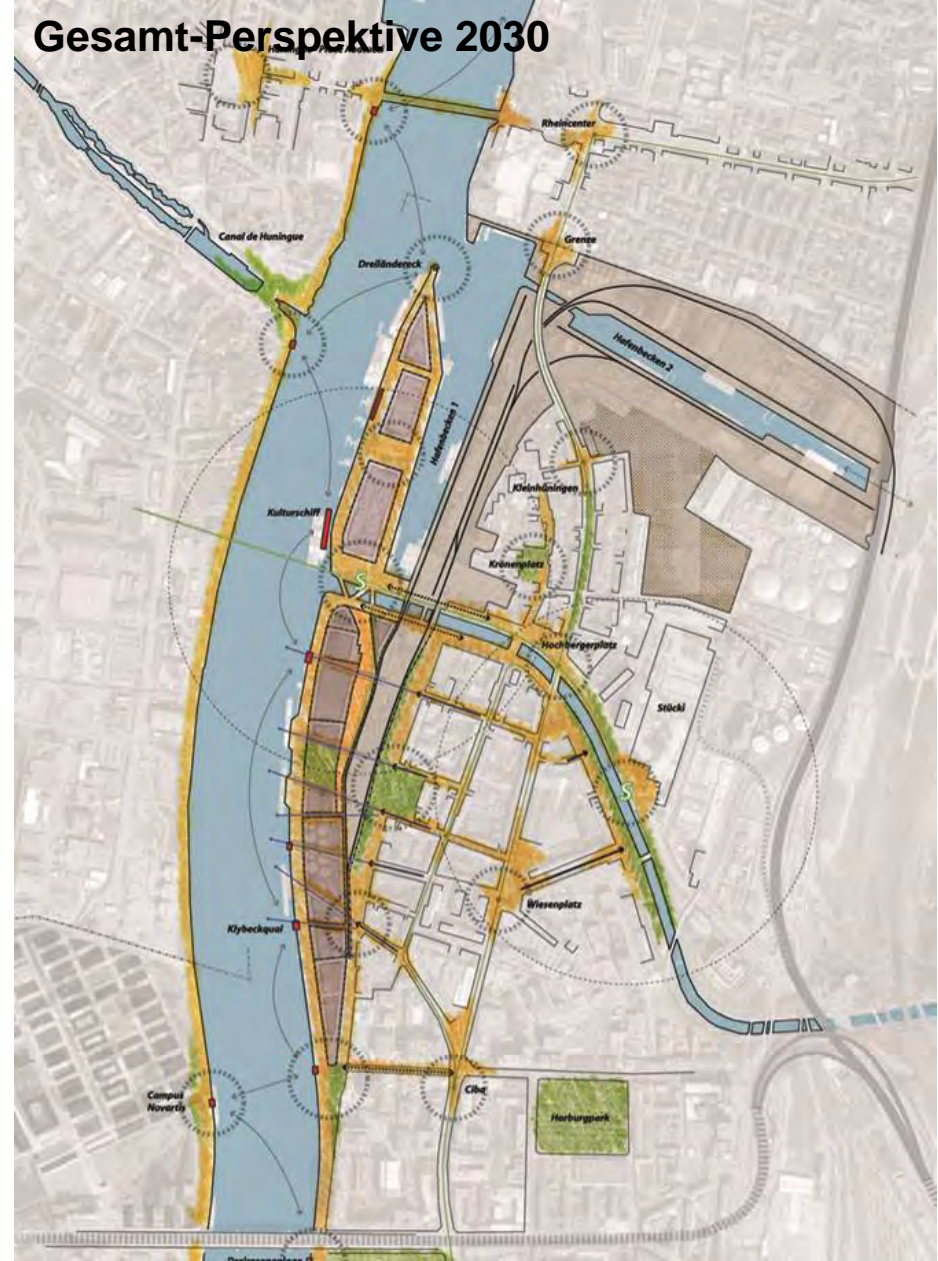 Gesamt-Perspektive 2030
Rheincenter
Canal de Huningue
Grenze
Dreiländereck
Hafenbecken 2
Hafenbecken 1
Kleinhüningen
Kulturschiff
Kronenplatz
S
Hochbergerplatz
Stücki
S
Wiesenplatz
Klybeckquai
Campus
Novartis
Ciba
Horburgpark